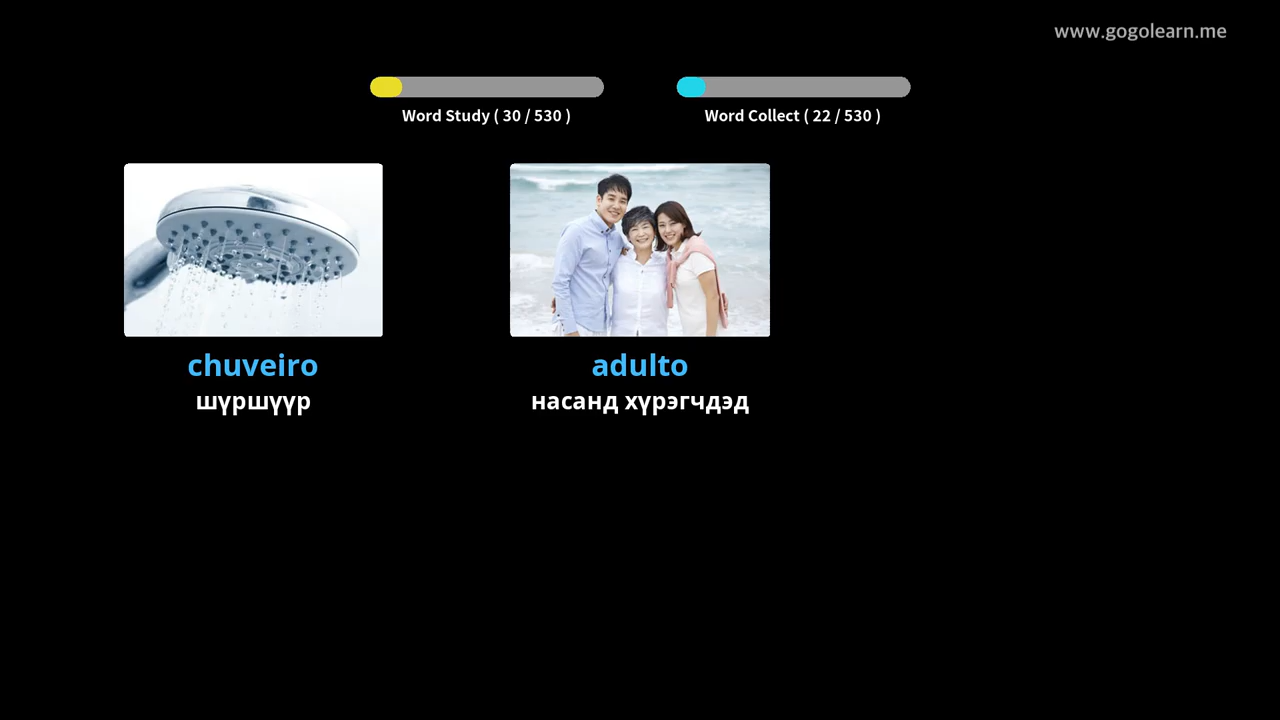 www.gogolearn.me
Word Study ( 30 / 530 )
Word Collect ( 22 / 530 )
chuveiro
шүршүүр
adulto
насанд хүрэгчдэд